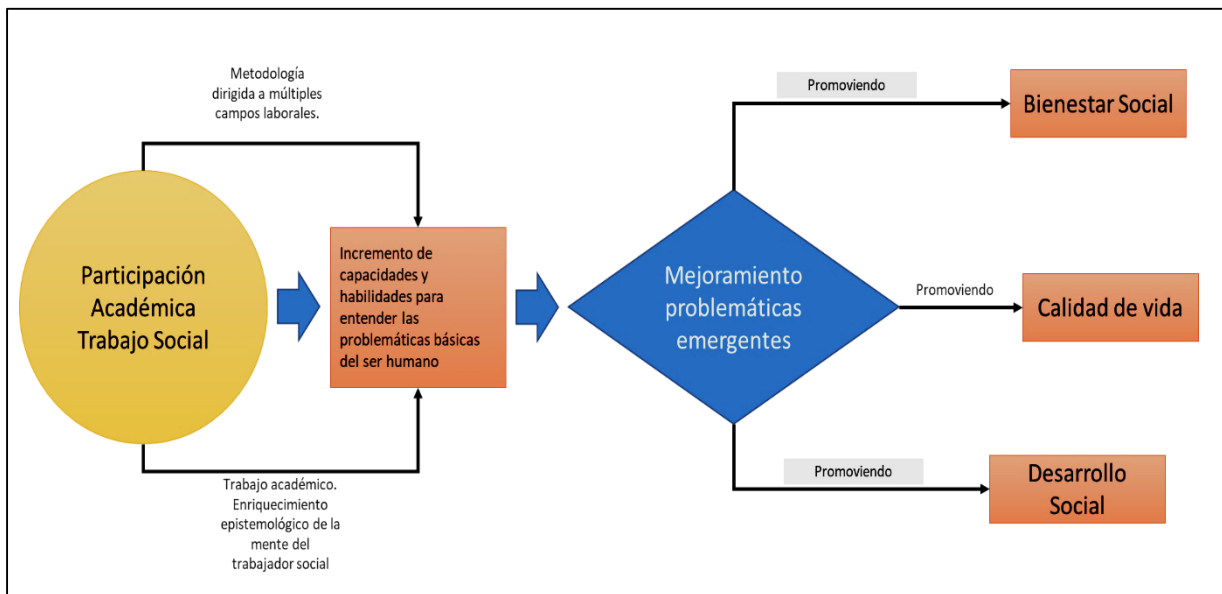 Metodología
dirigida a múltiples
campos laborales.
Participación
Académica
Trabajo Social
Incremento de
capacidades y
habilidades para
entender las
problemáticas básicas
del ser humano
Trabajo académico.
Enriquecimiento
epistemológico de la
mente del
trabajador social
Mejoramiento
problemáticas
emergentes
Promoviendo
Bienestar Social
Promoviendo
Calidad de vida
Promoviendo
Desarrollo
Social